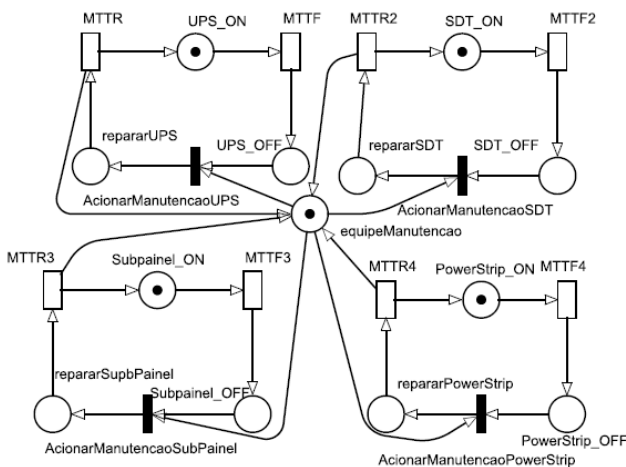 MTTR
UPS_ON
MTTF
MTTR2
SDT_ON
MTTF2
repararUPS
UPS_OFF
repararSDT
SDT_OFF
AcionarManutencaoUPS
AcionarManutencaoSDT
equipeManutencao
MTTR3
Subpainel_ON
MTTF3
MTTR4
PowerStrip_ON
MTTF4
repararSupbPainel
Subpainel_OFF
repararPowerStrip
AcionarManutencaoSubPainel
PowerStrip_OFF
AcionarManutencaoPowerStrip